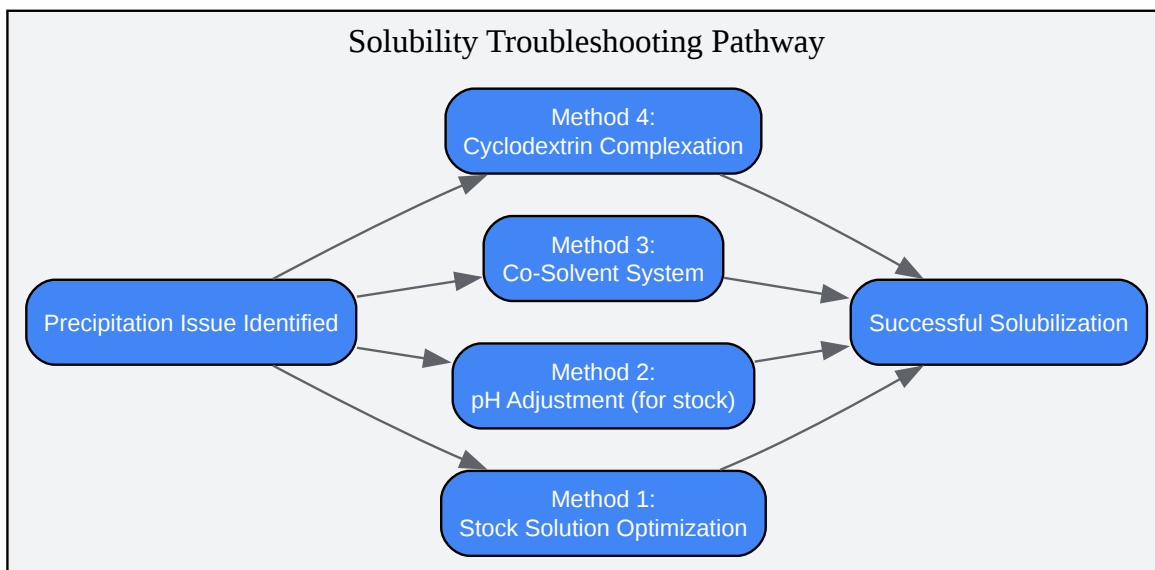 Solubility Troubleshooting Pathway
Method 4:
Cyclodextrin Complexation
Method 3:
Co-Solvent System
Precipitation Issue Identified
Successful Solubilization
Method 2:
pH Adjustment (for stock)
Method 1:
Stock Solution Optimization